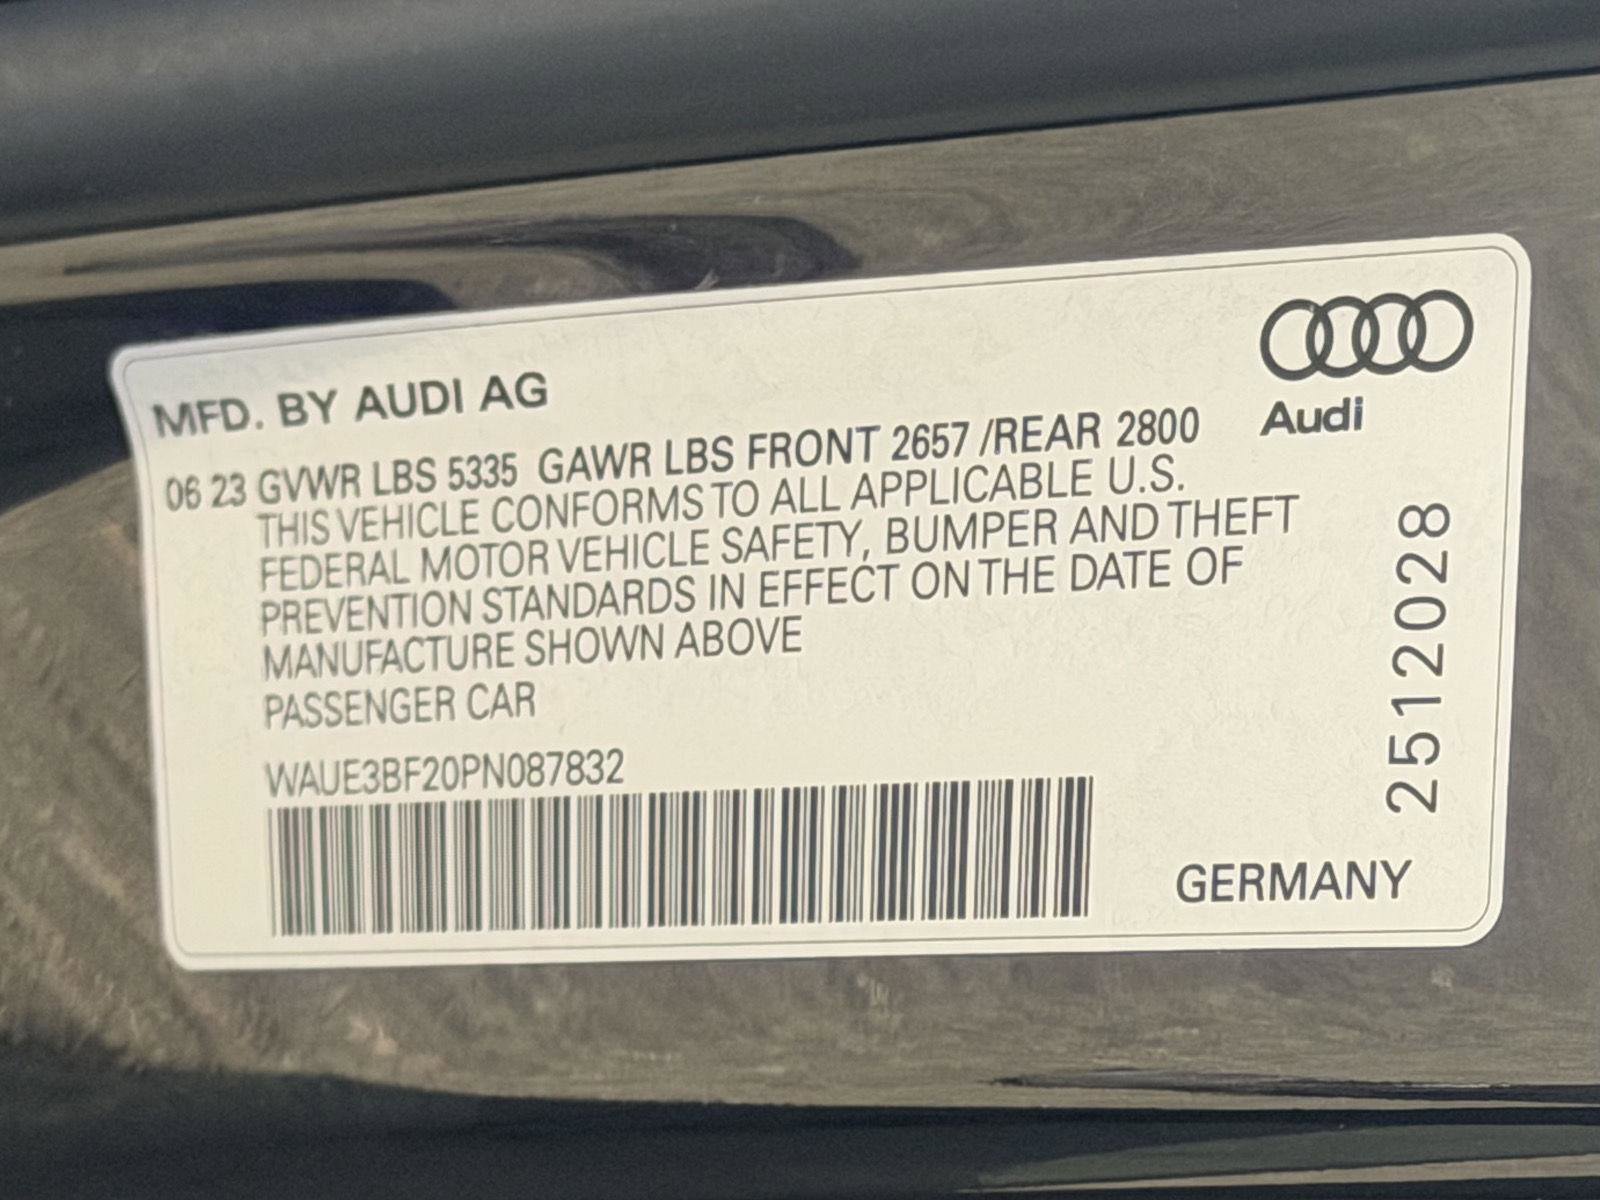 MFD. BY AUDI AG
Audi
06 23 GVWR LBS 5335 GAWR LBS FRONT 2657 /REAR 2800
THIS VEHICLE CONFORMS TO ALL APPLICABLE U.S.
FEDERAL MOTOR VEHICLE SAFETY, BUMPER AND THEFT
PREVENTION STANDARDS IN EFFECT ON THE DATE OF
MANUFACTURE SHOWN ABOVE
PASSENGER CAR
WAUE3BF20PN087832
2512028
GERMANY